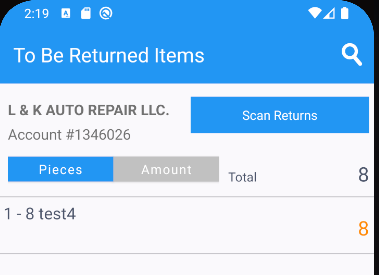 2:19
To Be Returned Items
L & K AUTO REPAIR LLC.
Scan Returns
Account #1346026
Pieces Amount Total 8
1 - 8 test4
8